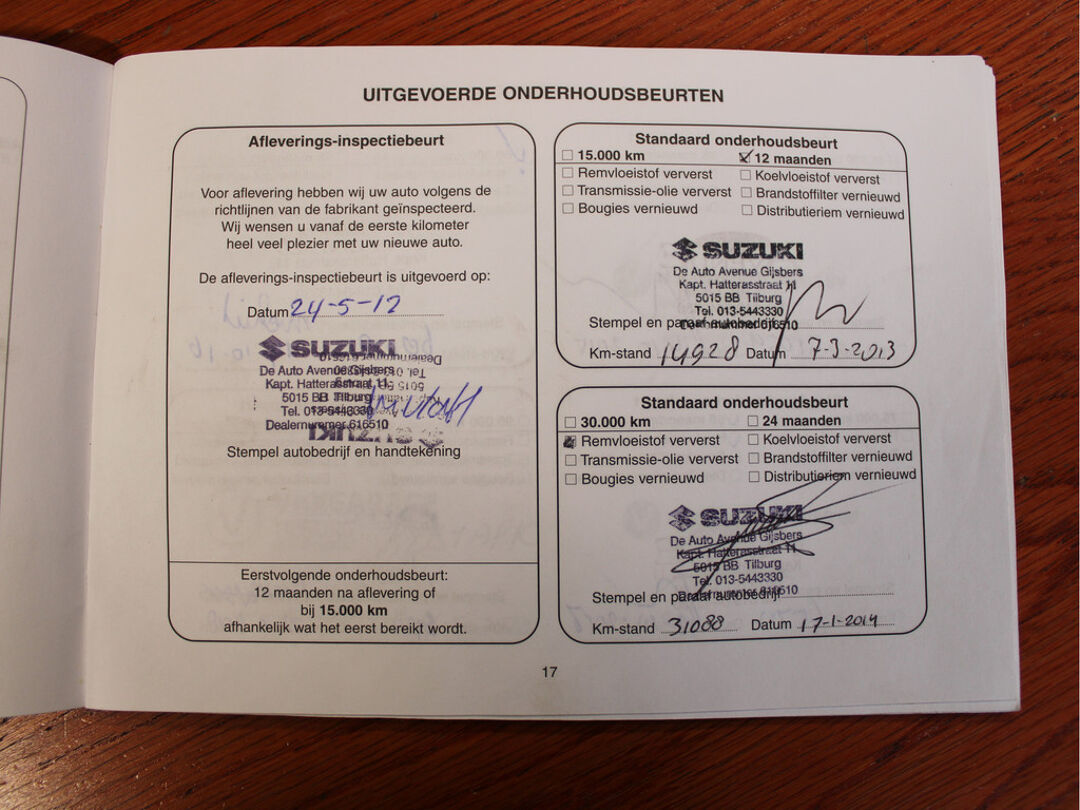 UITGEVOERDE ONDERHOUDSBEURTEN
Afleverings-inspectiebeurt
Voor aflevering hebben wij uw auto volgens de
richtlijnen van de fabrikant geïnspecteerd.
Wij wensen u vanaf de eerste kilometer
heel veel plezier met uw nieuwe auto.
De afleverings-inspectiebeurt is uitgevoerd op:
Datum 24-5-12
SUZUKI
De Auto Avenue Gijsbers
Kapt. Hatterasstraat 11
5015 BB Tilburg
Tel. 013-5443330
Dealernummer 616510
Stempel autobedrijf en handtekening
Eerstvolgende onderhoudsbeurt:
12 maanden na aflevering of
bij 15.000 km
afhankelijk wat het eerst bereikt wordt.
Standaard onderhoudsbeurt
15.000 km 12 maanden
Remvloeistof ververst Koelvloeistof ververst
Transmissie-olie ververst Brandstoffilter vernieuwd
Bougies vernieuwd Distributieriem vernieuwd
SUZUKI
De Auto Avenue Gijsbers
Kapt. Hatterasstraat 11
5015 BB Tilburg
Tel. 013-5443330
Dealernummer 616510
Stempel en paraaf autobedrijf
Km-stand 14928 Datum 7-3-2013
Standaard onderhoudsbeurt
30.000 km 24 maanden
Remvloeistof ververst Koelvloeistof ververst
Transmissie-olie ververst Brandstoffilter vernieuwd
Bougies vernieuwd Distributieriem vernieuwd
SUZUKI
De Auto Avenue Gijsbers
Kapt. Hatterasstraat 11
5015 BB Tilburg
Tel. 013-5443330
Dealernummer 616510
Stempel en paraaf autobedrijf
Km-stand 31088 Datum 17-1-2014
17